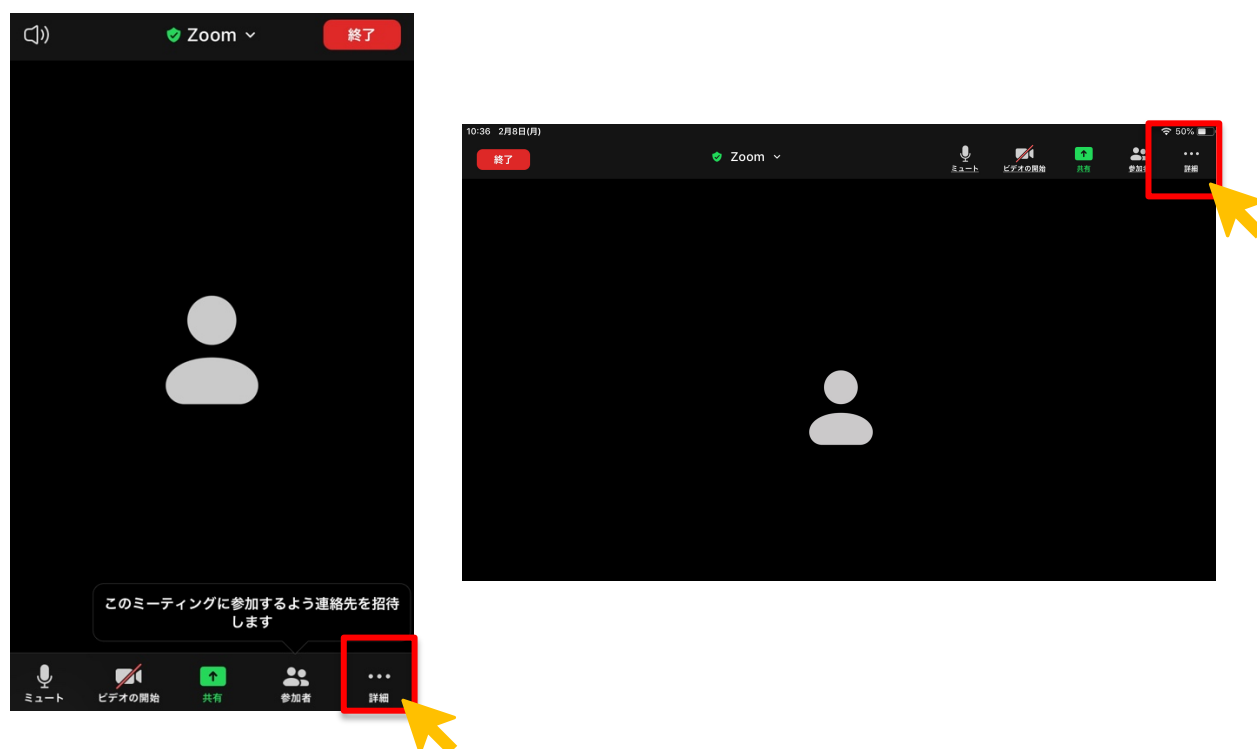 Zoom
終了
このミーティングに参加するよう連絡先を招待
します
ミュート
ビデオの開始
共有
参加者
詳細
10:36 2月8日(月)
50%
終了
Zoom
ミュート
ビデオの開始
共有
参加
詳細